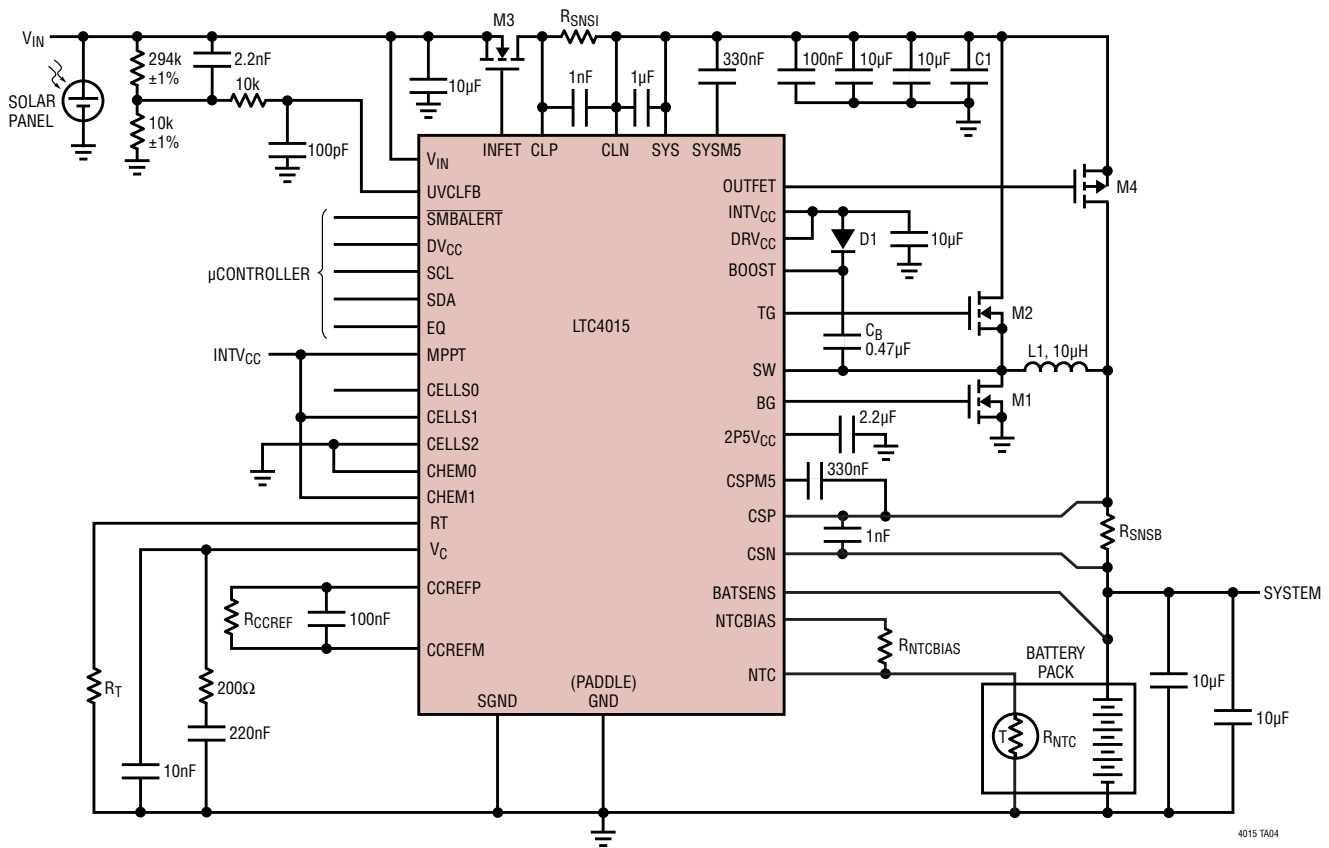 M3
RSNSI
VIN
294k
±1%
2.2nF
10k
10k
±1%
100pF
SOLAR
PANEL
10µF
1nF
1µF
330nF
100nF
10µF
10µF
C1
INFET
CLP
CLN
SYS
SYSM5
VIN
UVCLFB
SMBALERT
DVCC
SCL
SDA
EQ
µCONTROLLER
INTVCC
MPPT
CELLS0
CELLS1
CELLS2
CHEM0
CHEM1
RT
VC
CCREFP
CCREFM
RCCREF
100nF
RT
200Ω
220nF
10nF
LTC4015
SGND
(PADDLE)
GND
OUTFET
INTVCC
DRVCC
BOOST
TG
SW
BG
2P5VCC
CSPM5
CSP
CSN
BATSENS
NTCBIAS
NTC
M4
D1
10µF
CB
0.47µF
M2
L1, 10µH
M1
2.2µF
330nF
1nF
RSNSB
SYSTEM
RNTCBIAS
BATTERY
PACK
T
RNTC
10µF
10µF
4015 TA04